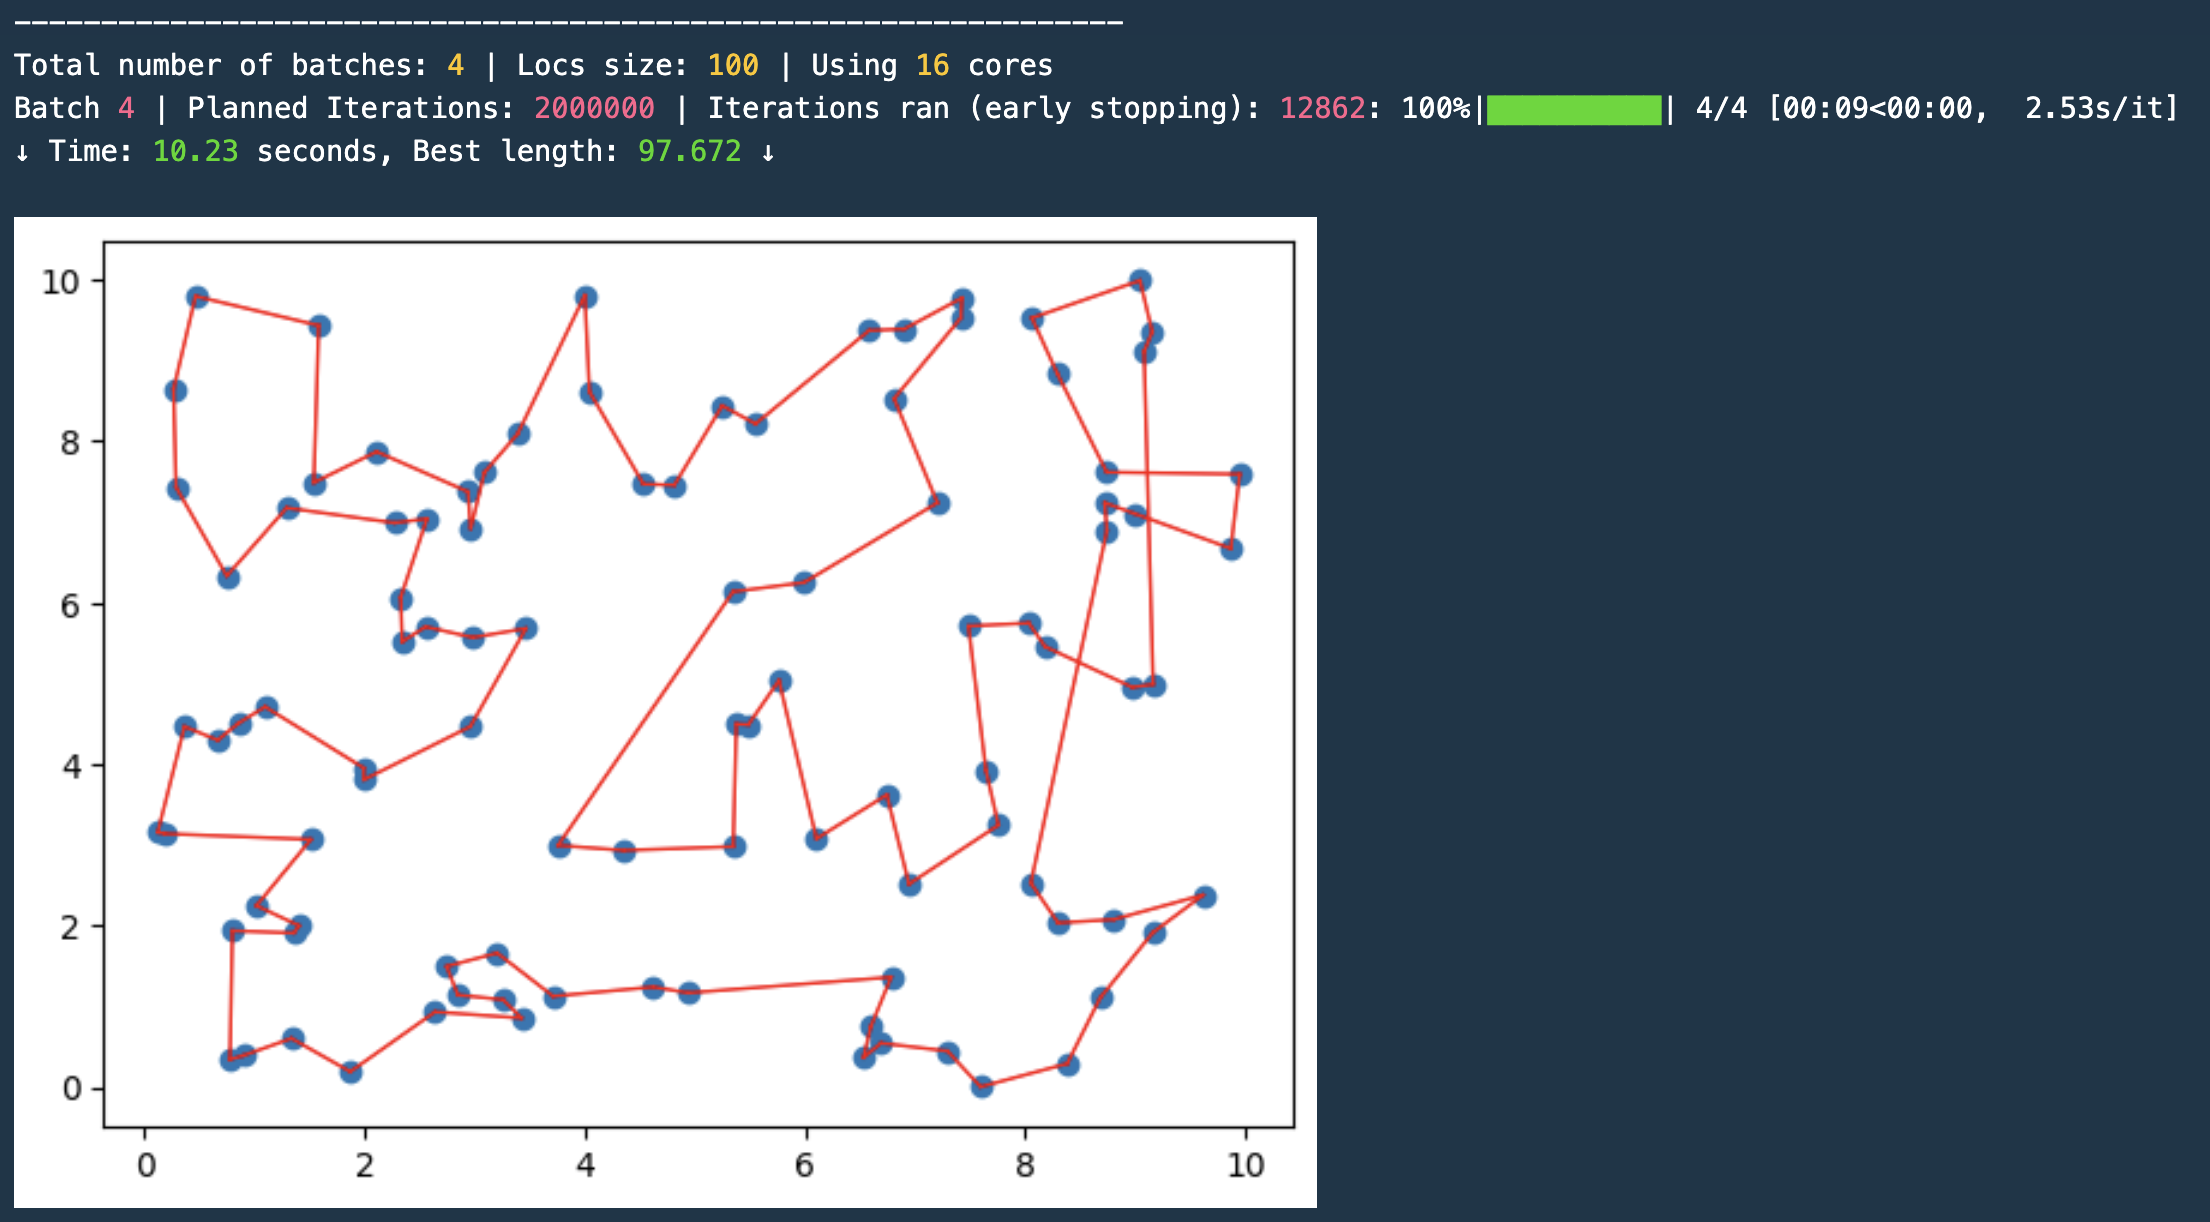 Total number of batches: 4 | Locs size: 100 | Using 16 cores
Batch 4 | Planned Iterations: 2000000 | Iterations ran (early stopping): 12862: 100%|██████████| 4/4 [00:09<00:00,  2.53s/it]
↓ Time: 10.23 seconds, Best length: 97.672 ↓
10
8
6
4
2
0
0 2 4 6 8 10